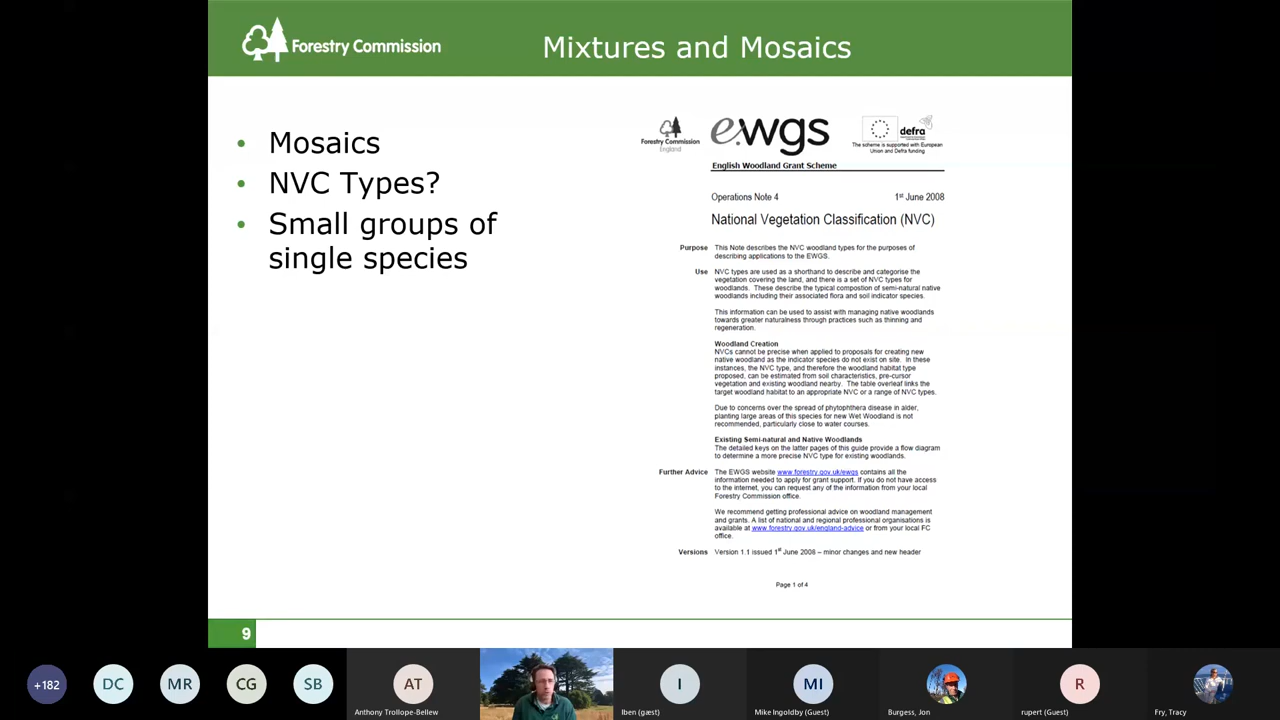 Forestry Commission
Mixtures and Mosaics
• Mosaics
• NVC Types?
• Small groups of
single species
Forestry Commission
England
ewgs
defra
The scheme is supported by European
Union and Defra funding
English Woodland Grant Scheme
Operations Note 4 1st June 2008
National Vegetation Classification (NVC)
Purpose This Note describes the NVC woodland types for the purposes of
describing applications to the EWGS.
Use NVC types are used as a shorthand to describe and categorise the
vegetation covering the land, and there is a set of NVC types for
woodlands. These describe the typical compostion of semi-natural native
woodlands including their associated flora and soil indicator species.
This information can be used to assist with managing native woodlands
towards greater naturalness through practices such as thinning and
regeneration.
Woodland Creation
NVCs cannot be precise when applied to proposals for creating new
native woodland as the indicator species do not exist on site. In these
instances, the NVC type, and therefore the woodland habitat type
proposed, can be estimated from soil characteristics, pre-cursor
vegetation and existing woodland nearby. The table overleaf links the
target woodland habitat to an appropriate NVC or a range of NVC types.
Due to concerns over the spread of phytophthera disease in alder,
planting large areas of this species for new Wet Woodland is not
recommended, particularly close to water courses.
Existing Semi-natural and Native Woodlands
The detailed keys on the latter pages of this guide provide a flow diagram
to determine a more precise NVC type for existing woodlands.
Further Advice The EWGS website www.forestry.gov.uk/ewgs contains all the
information needed to apply for grant support. If you do not have access
to the internet, you can request any of the information from your local
Forestry Commission office.
We recommend getting professional advice on woodland management
and grants. A list of national and regional professional organisations is
available at www.forestry.gov.uk/england-advice or from your local FC
office.
Versions Version 1.1 issued 1st June 2008 – minor changes and new header
Page 1 of 4
9
+182 DC MR CG SB AT I MI R
Anthony Trollope-Bellew Iben (gæst) Mike Ingoldby (Guest) Burgess, Jon rupert (Guest) Fry, Tracy